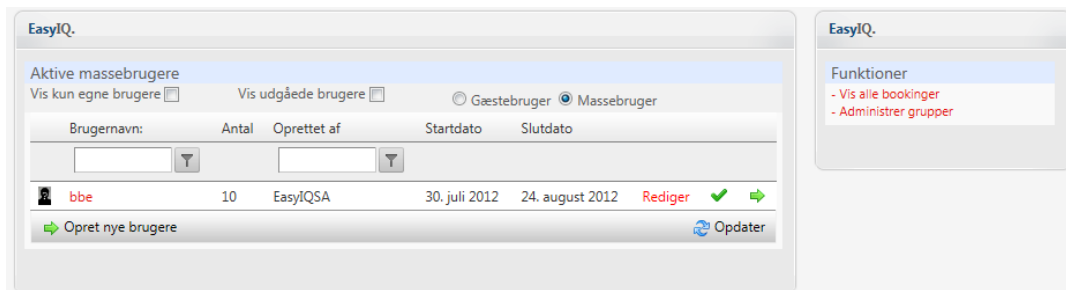 EasyIQ.
Aktive massebrugere
Vis kun egne brugere Vis udgåede brugere Gæstebruger Massebruger
Brugernavn: Antal Oprettet af Startdato Slutdato
bbe 10 EasyIQSA 30. juli 2012 24. august 2012 Rediger
Opret nye brugere Opdater
EasyIQ.
Funktioner
- Vis alle bookinger
- Administrer grupper